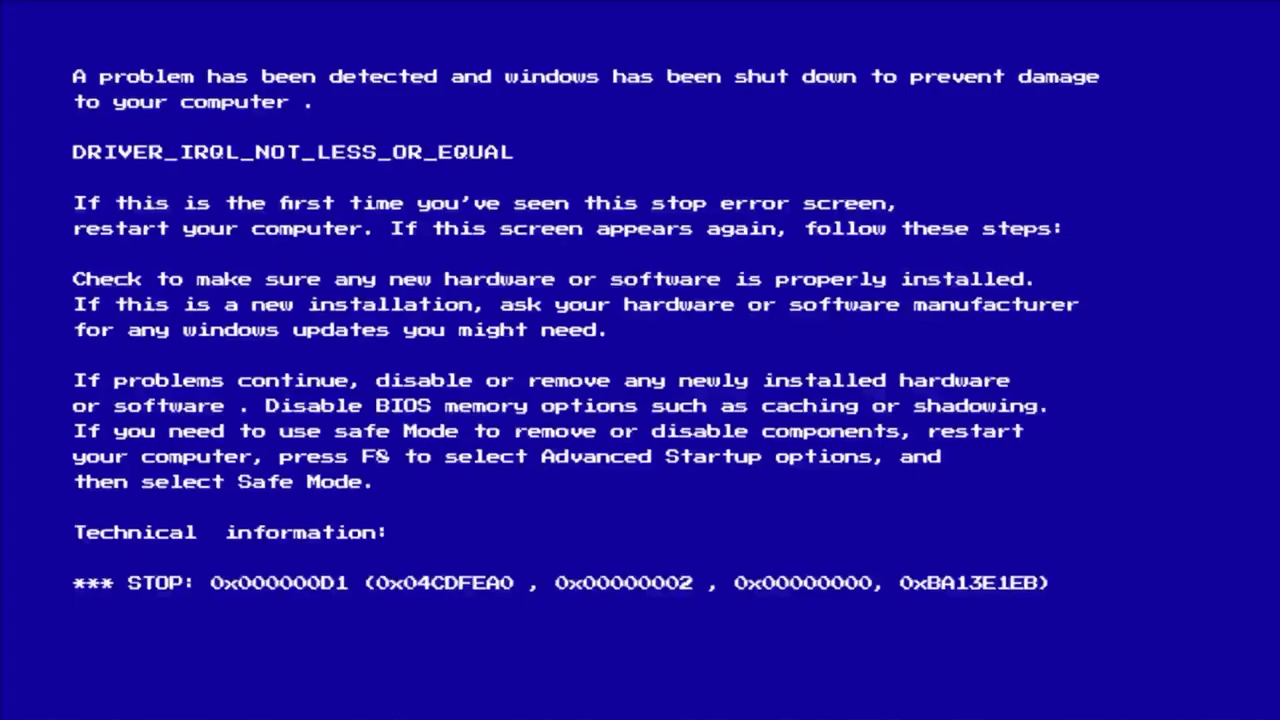 A problem has been detected and windows has been shut down to prevent damage
to your computer .
DRIVER_IRQL_NOT_LESS_OR_EQUAL
If this is the first time you've seen this stop error screen,
restart your computer. If this screen appears again, follow these steps:
Check to make sure any new hardware or software is properly installed.
If this is a new installation, ask your hardware or software manufacturer
for any windows updates you might need.
If problems continue, disable or remove any newly installed hardware
or software . Disable BIOS memory options such as caching or shadowing.
If you need to use safe Mode to remove or disable components, restart
your computer, press F8 to select Advanced Startup options, and
then select Safe Mode.
Technical  information:
*** STOP: 0x000000D1 (0x04CDFEA0 , 0x00000002 , 0x00000000, 0xBA13E1EB)